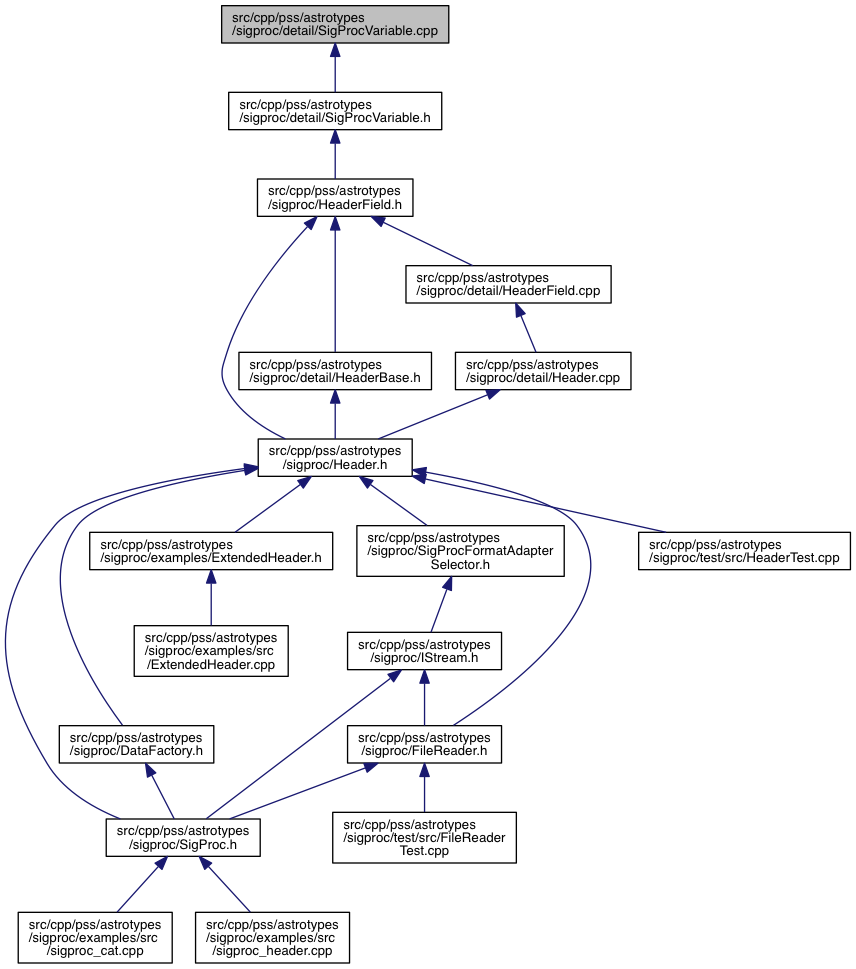 src/cpp/pss/astrotypes
/sigproc/detail/SigProcVariable.cpp
src/cpp/pss/astrotypes
/sigproc/detail/SigProcVariable.h
src/cpp/pss/astrotypes
/sigproc/HeaderField.h
src/cpp/pss/astrotypes
/sigproc/detail/HeaderField.cpp
src/cpp/pss/astrotypes
/sigproc/detail/HeaderBase.h
src/cpp/pss/astrotypes
/sigproc/detail/Header.cpp
src/cpp/pss/astrotypes
/sigproc/Header.h
src/cpp/pss/astrotypes
/sigproc/examples/ExtendedHeader.h
src/cpp/pss/astrotypes
/sigproc/SigProcFormatAdapter
Selector.h
src/cpp/pss/astrotypes
/sigproc/test/src/HeaderTest.cpp
src/cpp/pss/astrotypes
/sigproc/examples/src
/ExtendedHeader.cpp
src/cpp/pss/astrotypes
/sigproc/IStream.h
src/cpp/pss/astrotypes
/sigproc/DataFactory.h
src/cpp/pss/astrotypes
/sigproc/FileReader.h
src/cpp/pss/astrotypes
/sigproc/SigProc.h
src/cpp/pss/astrotypes
/sigproc/test/src/FileReader
Test.cpp
src/cpp/pss/astrotypes
/sigproc/examples/src
/sigproc_cat.cpp
src/cpp/pss/astrotypes
/sigproc/examples/src
/sigproc_header.cpp